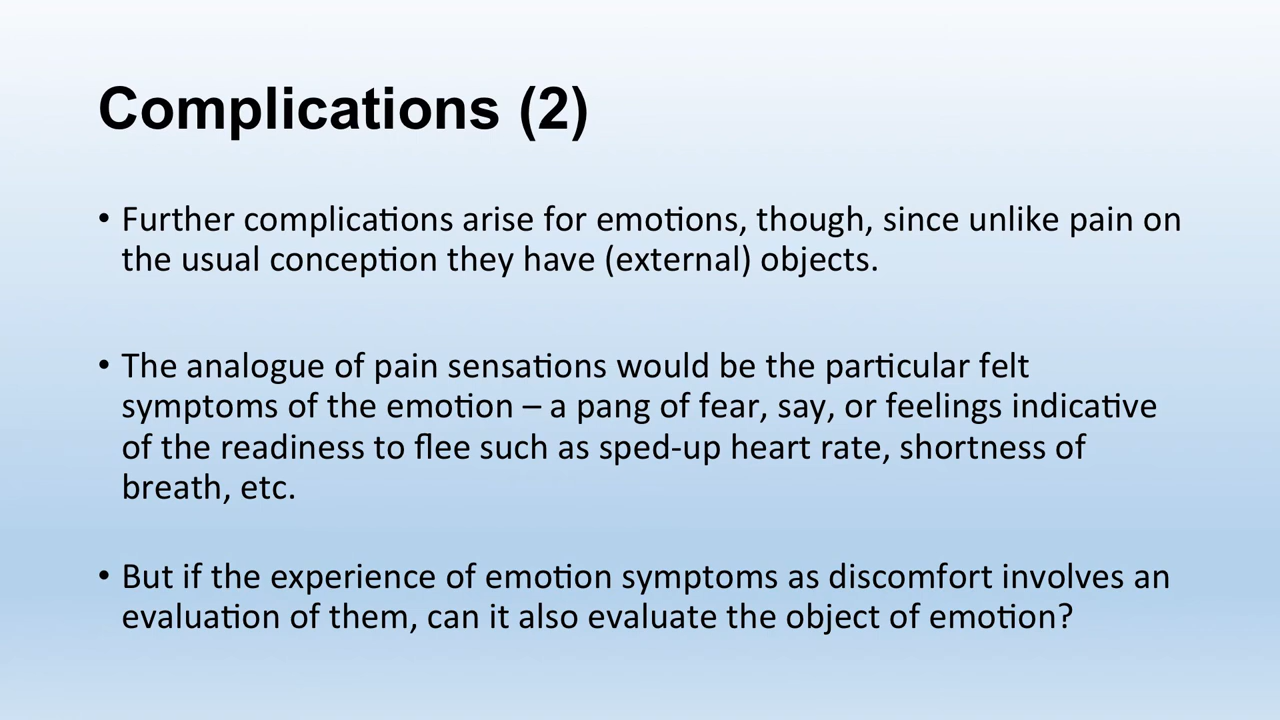 Complications (2)
• Further complications arise for emotions, though, since unlike pain on
the usual conception they have (external) objects.
• The analogue of pain sensations would be the particular felt
symptoms of the emotion – a pang of fear, say, or feelings indicative
of the readiness to flee such as sped-up heart rate, shortness of
breath, etc.
• But if the experience of emotion symptoms as discomfort involves an
evaluation of them, can it also evaluate the object of emotion?